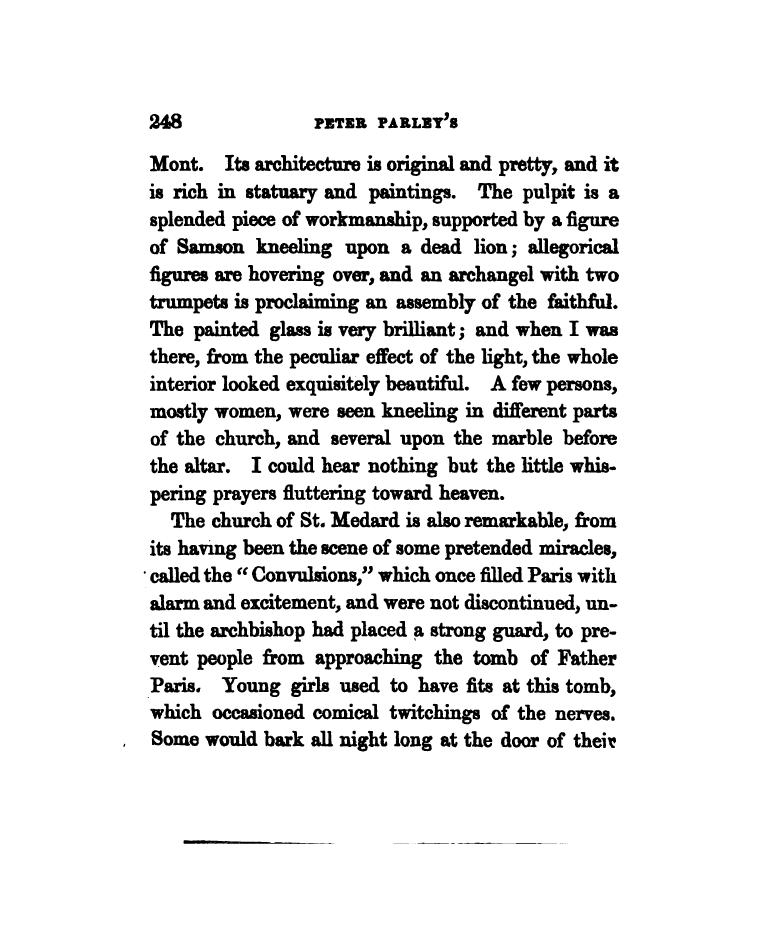 248 PETER PARLEY'S
Mont. Its architecture is original and pretty, and it
is rich in statuary and paintings. The pulpit is a
splended piece of workmanship, supported by a figure
of Samson kneeling upon a dead lion; allegorical
figures are hovering over, and an archangel with two
trumpets is proclaiming an assembly of the faithful.
The painted glass is very brilliant; and when I was
there, from the peculiar effect of the light, the whole
interior looked exquisitely beautiful. A few persons,
mostly women, were seen kneeling in different parts
of the church, and several upon the marble before
the altar. I could hear nothing but the little whis-
pering prayers fluttering toward heaven.
The church of St. Medard is also remarkable, from
its having been the scene of some pretended miracles,
called the "Convulsions," which once filled Paris with
alarm and excitement, and were not discontinued, un-
til the archbishop had placed a strong guard, to pre-
vent people from approaching the tomb of Father
Paris. Young girls used to have fits at this tomb,
which occasioned comical twitchings of the nerves.
Some would bark all night long at the door of their